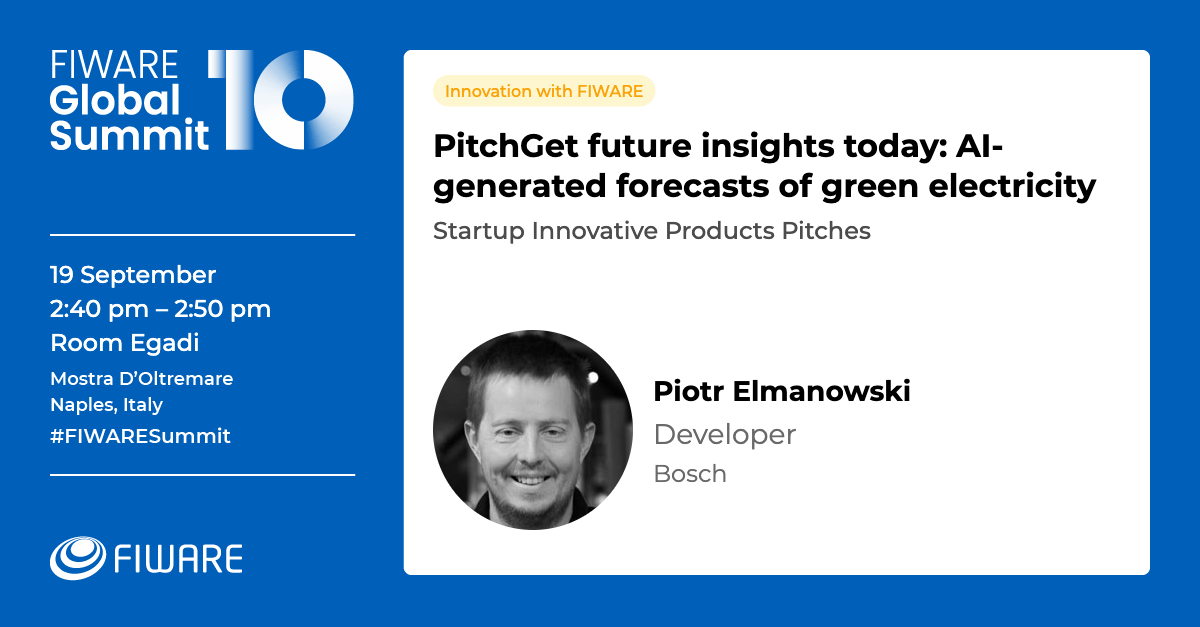 FIWARE
Global
Summit
10
19 September
2:40 pm – 2:50 pm
Room Egadi
Mostra D’Oltremare
Naples, Italy
#FIWARESummit
FIWARE
Innovation with FIWARE
PitchGet future insights today: AI-
generated forecasts of green electricity
Startup Innovative Products Pitches
Piotr Elmanowski
Developer
Bosch